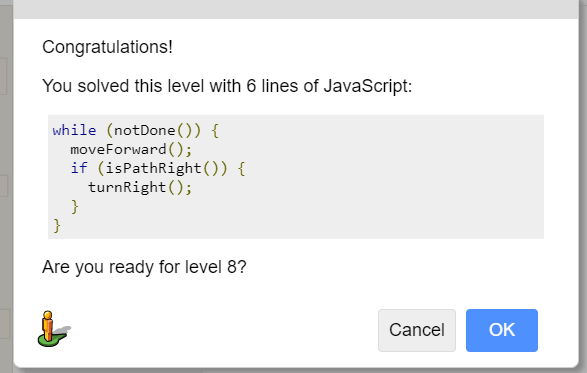 Congratulations!
You solved this level with 6 lines of JavaScript:
while (notDone()) {
  moveForward();
  if (isPathRight()) {
    turnRight();
  }
}
Are you ready for level 8?
Cancel
OK